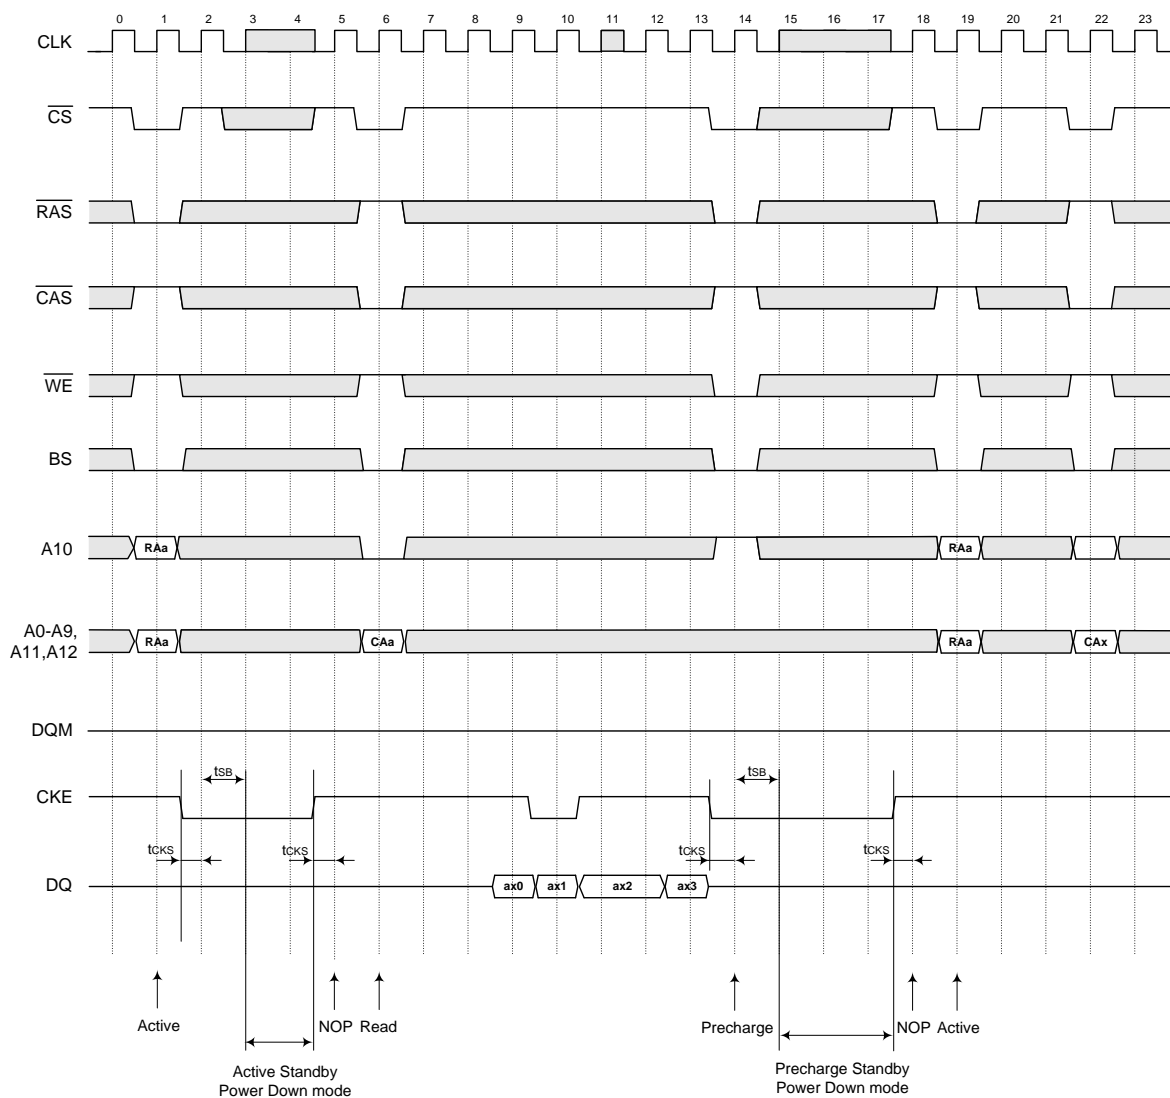 0 1 2 3 4 5 6 7 8 9 10 11 12 13 14 15 16 17 18 19 20 21 22 23
CLK
CS
RAS
CAS
WE
BS
A10 RAa RAa
A0-A9,
A11,A12 RAa CAa RAa CAx
DQM
tSB tSB
CKE
tCKS tCKS tCKS tCKS
DQ ax0 ax1 ax2 ax3
Active NOP Read Precharge NOP Active
Active Standby
Power Down mode
Precharge Standby
Power Down mode